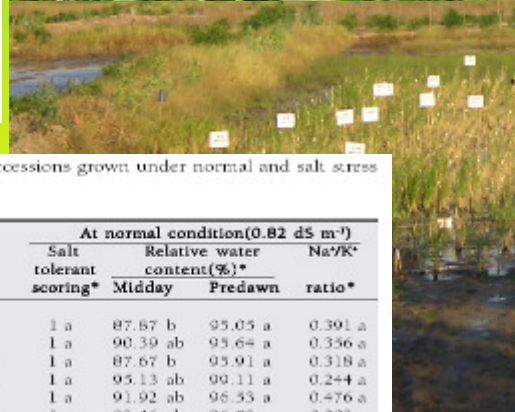 ccessions grown under normal and salt stress
At normal condition(0.82 dS m⁻¹)
Salt Relative water Na⁺/K⁺
tolerant content(%)*
scoring* Midday Predawn ratio*
1 a 87.87 b 95.05 a 0.391 a
1 a 90.39 ab 95.64 a 0.356 a
1 a 87.67 b 95.91 a 0.318 a
1 a 95.13 ab 99.11 a 0.244 a
1 a 91.92 ab 96.53 a 0.476 a